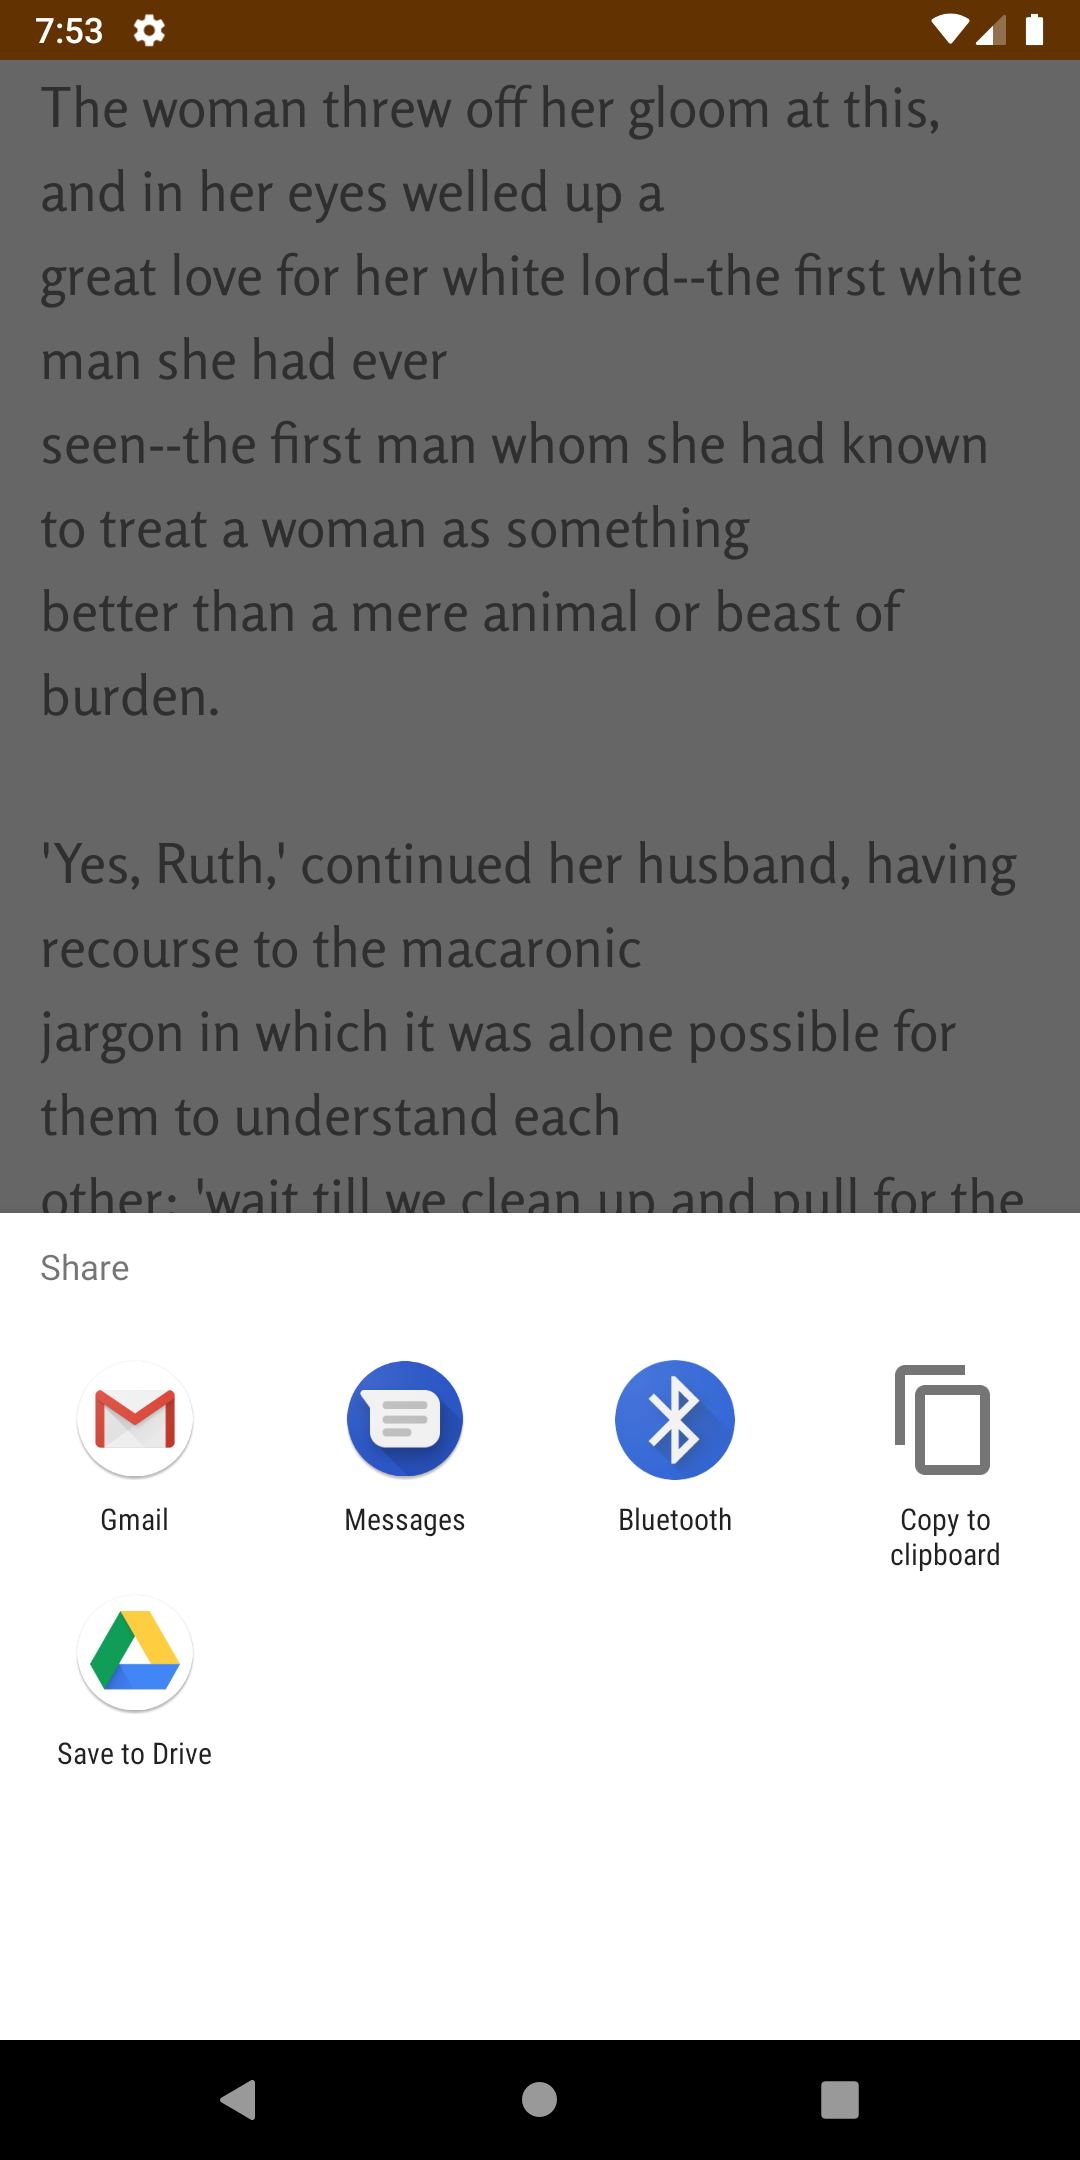 7:53
The woman threw off her gloom at this,
and in her eyes welled up a
great love for her white lord--the first white
man she had ever
seen--the first man whom she had known
to treat a woman as something
better than a mere animal or beast of
burden.
'Yes, Ruth,' continued her husband, having
recourse to the macaronic
jargon in which it was alone possible for
them to understand each
other; 'wait till we clean up and pull for the
Share
Gmail
Messages
Bluetooth
Copy to
clipboard
Save to Drive